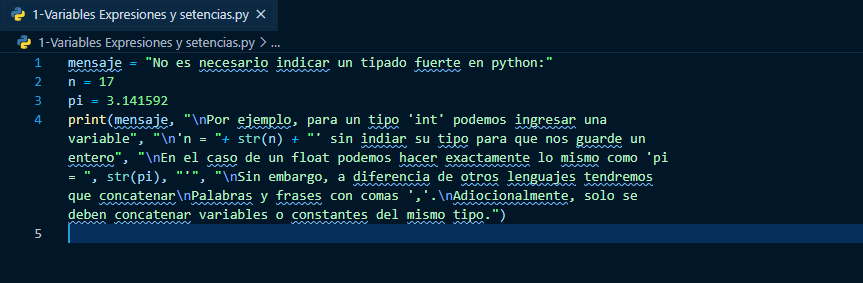 1-Variables Expresiones y setencias.py ×
1-Variables Expresiones y setencias.py > ...
1 mensaje = "No es necesario indicar un tipado fuerte en python:"
2 n = 17
3 pi = 3.141592
4 print(mensaje, "\nPor ejemplo, para un tipo 'int' podemos ingresar una
variable", "\n'n = "+ str(n) + "' sin indiar su tipo para que nos guarde un
entero", "\nEn el caso de un float podemos hacer exactamente lo mismo como 'pi
= ", str(pi), "'", "\nSin embargo, a diferencia de otros lenguajes tendremos
que concatenar\nPalabras y frases con comas ','.\nAdiocionalmente, solo se
deben concatenar variables o constantes del mismo tipo.")
5